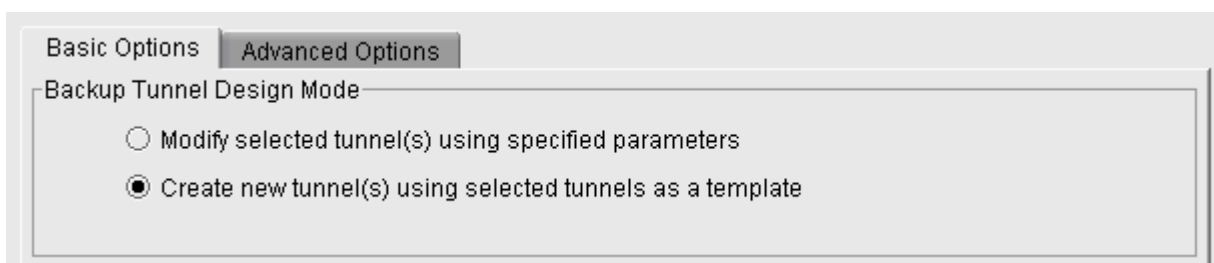 Basic Options
Advanced Options
Backup Tunnel Design Mode
Modify selected tunnel(s) using specified parameters
Create new tunnel(s) using selected tunnels as a template